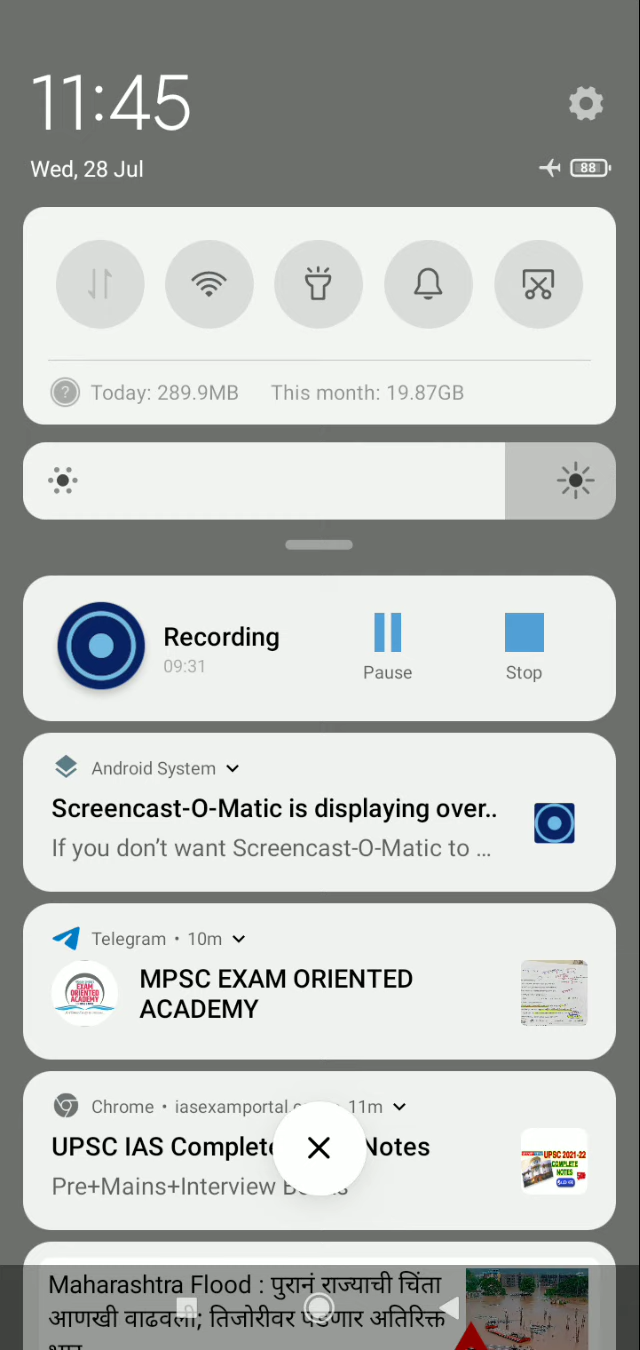 11:45
Wed, 28 Jul
88
Today: 289.9MB This month: 19.87GB
Recording
09:31
Pause
Stop
Android System
Screencast-O-Matic is displaying over..
If you don’t want Screencast-O-Matic to ...
Telegram • 10m
EXAM
ORIENTED
ACADEMY
MPSC EXAM ORIENTED
ACADEMY
Chrome • iasexamportal.c 11m
UPSC IAS Complete Notes
Pre+Mains+Interview
UPSC 2021-22
COMPLETE
NOTES
Maharashtra Flood : पुरानं राज्याची चिंता
आणखी वाढवली; तिजोरीवर पडणार अतिरिक्त